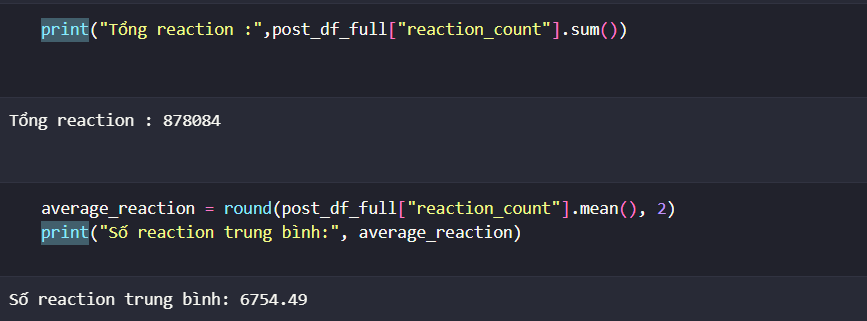 print("Tổng reaction :",post_df_full["reaction_count"].sum())
Tổng reaction : 878084
average_reaction = round(post_df_full["reaction_count"].mean(), 2)
print("Số reaction trung bình:", average_reaction)
Số reaction trung bình: 6754.49